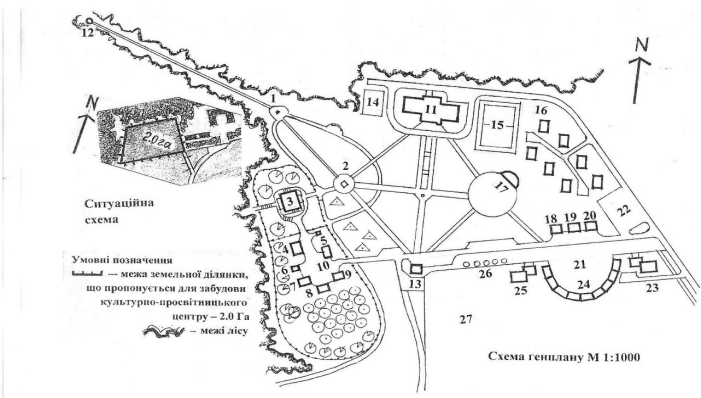 12
1
N
N
14
11
15
16
2.0га
2
17
Ситуаційна
схема
3
18 19 20
22
4
5
Умовні позначення
– межа земельної ділянки,
що пропонується для забудови
культурно-просвітницького
центру – 2.0 Га
– межі лісу
6
10
7
8
9
13
26
25
21
24
23
27
Схема генплану М 1:1000